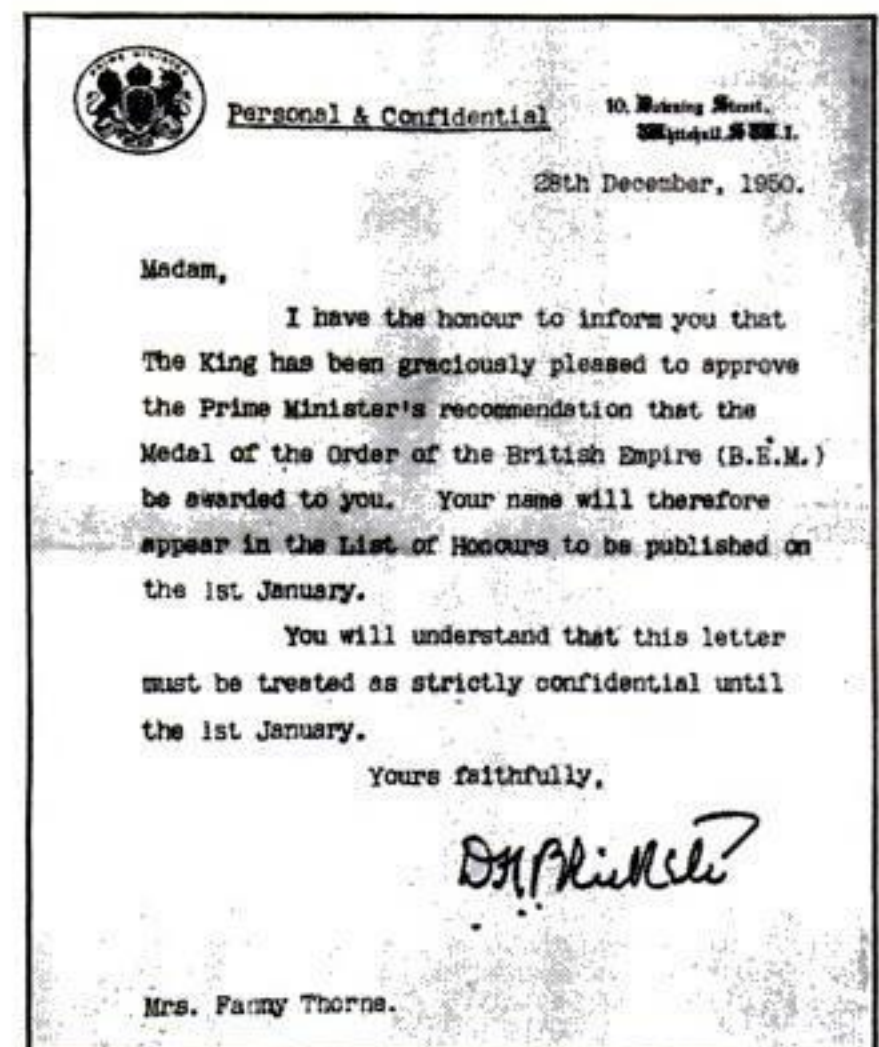 PRIME MINISTER
Personal & Confidential
10, Downing Street,
Whitehall, S.W.1.
28th December, 1950.
Madam,
I have the honour to inform you that
The King has been graciously pleased to approve
the Prime Minister's recommendation that the
Medal of the Order of the British Empire (B.E.M.)
be awarded to you. Your name will therefore
appear in the List of Honours to be published on
the 1st January.
You will understand that this letter
must be treated as strictly confidential until
the 1st January.
Yours faithfully,
Mrs. Fanny Thorne.